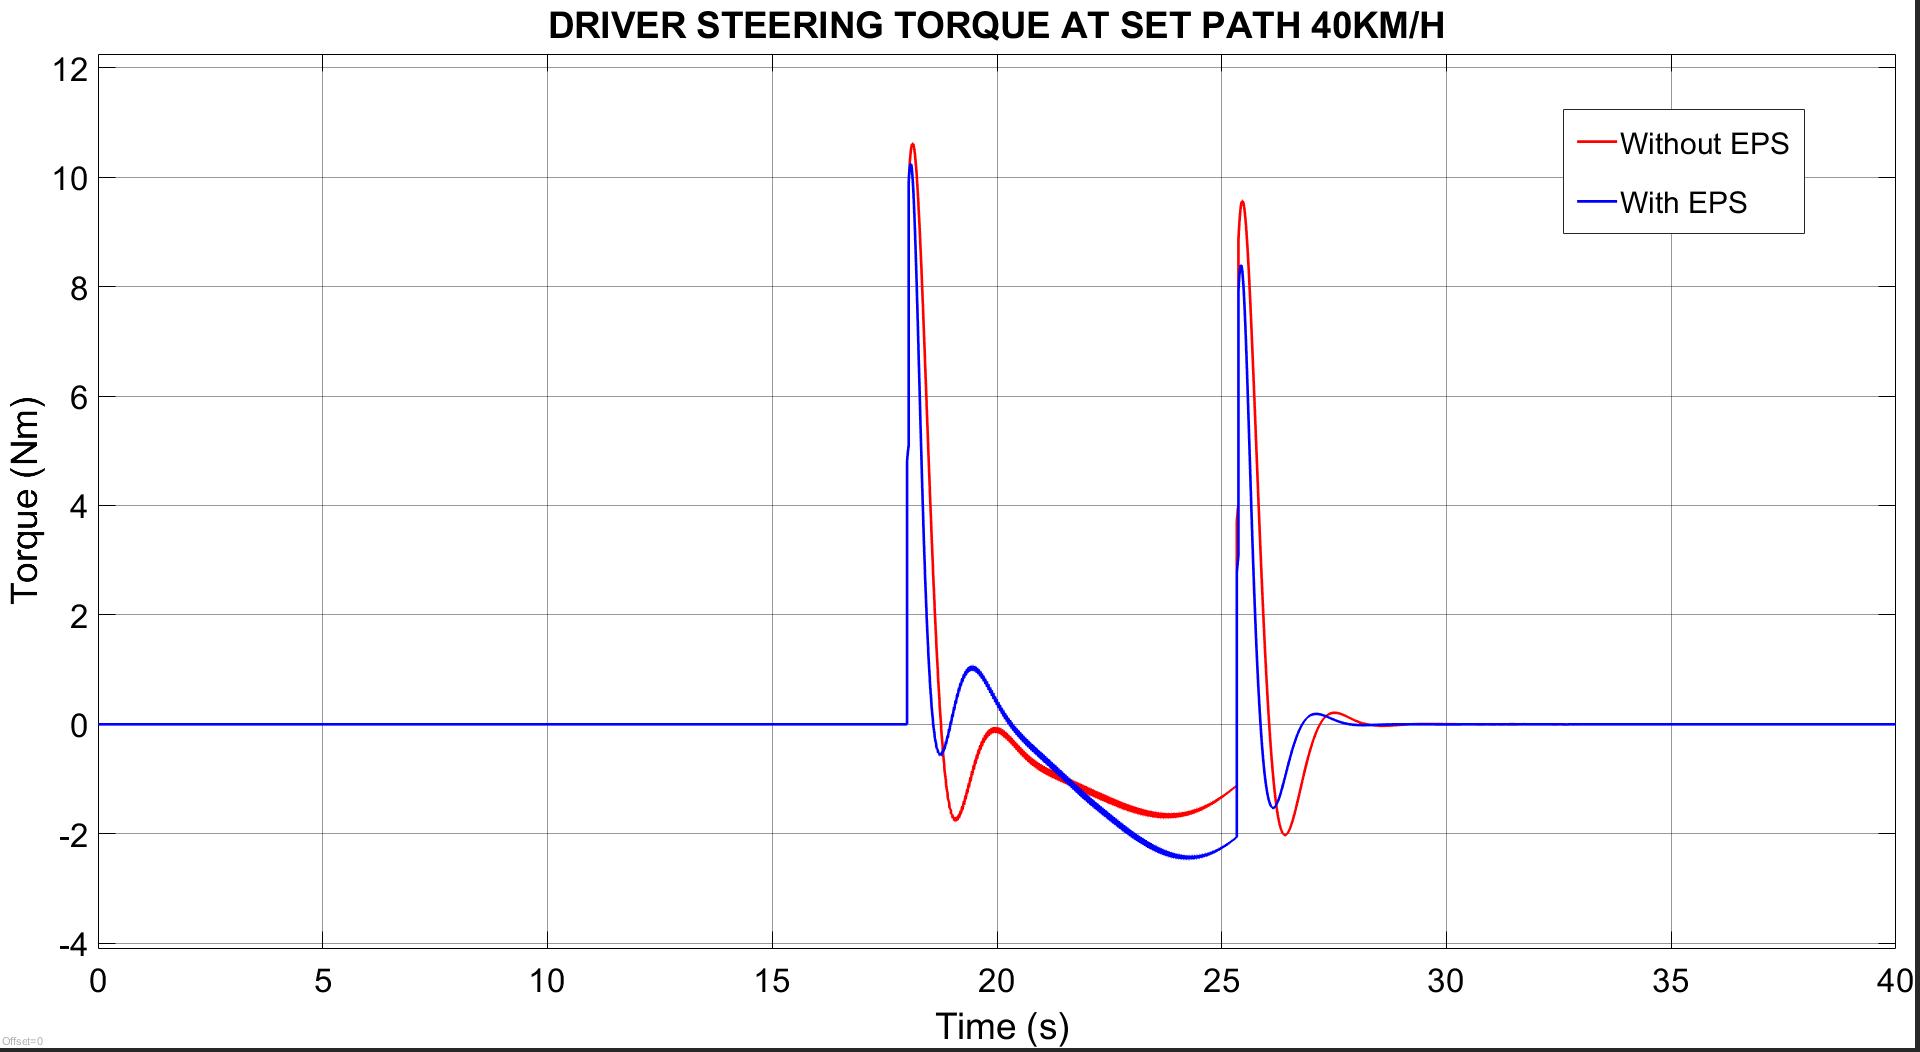 DRIVER STEERING TORQUE AT SET PATH 40KM/H
12
10
8
6
4
2
0
-2
-4
Torque (Nm)
Without EPS
With EPS
0 5 10 15 20 25 30 35 40
Time (s)
Offset=0